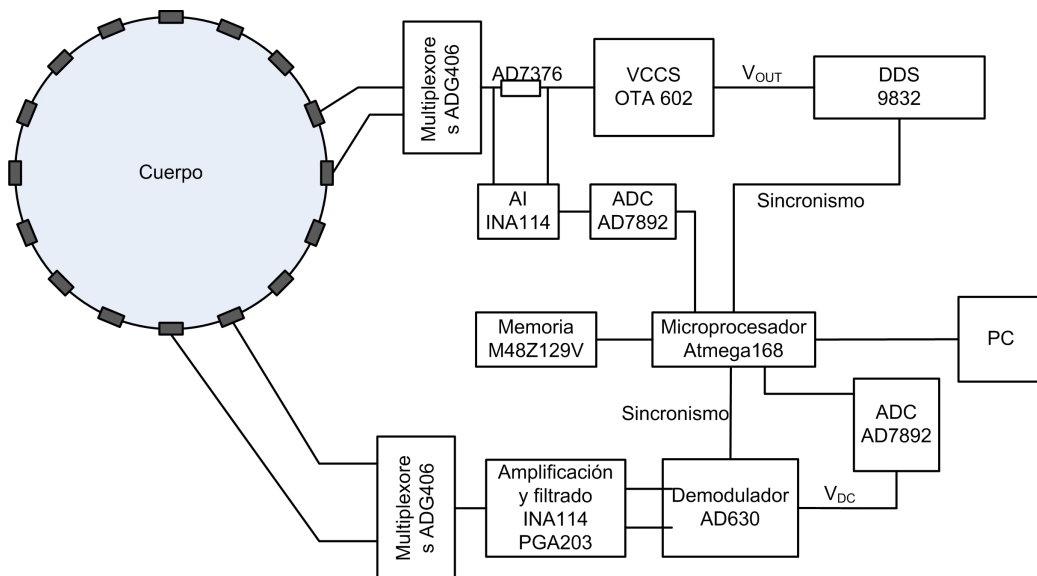 Cuerpo
Multiplexore
s ADG406
AD7376
VCCS
OTA 602
VOUT
DDS
9832
AI
INA114
ADC
AD7892
Sincronismo
Memoria
M48Z129V
Microprocesador
Atmega168
PC
Sincronismo
ADC
AD7892
Multiplexore
s ADG406
Amplificación
y filtrado
INA114
PGA203
Demodulador
AD630
VDC